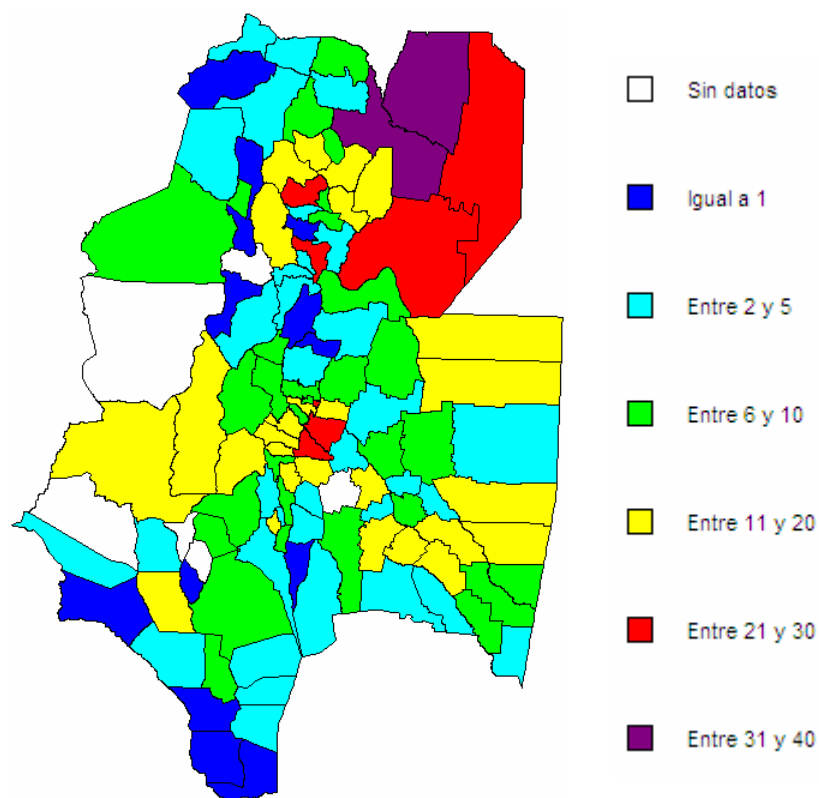 Sin datos
Igual a 1
Entre 2 y 5
Entre 6 y 10
Entre 11 y 20
Entre 21 y 30
Entre 31 y 40